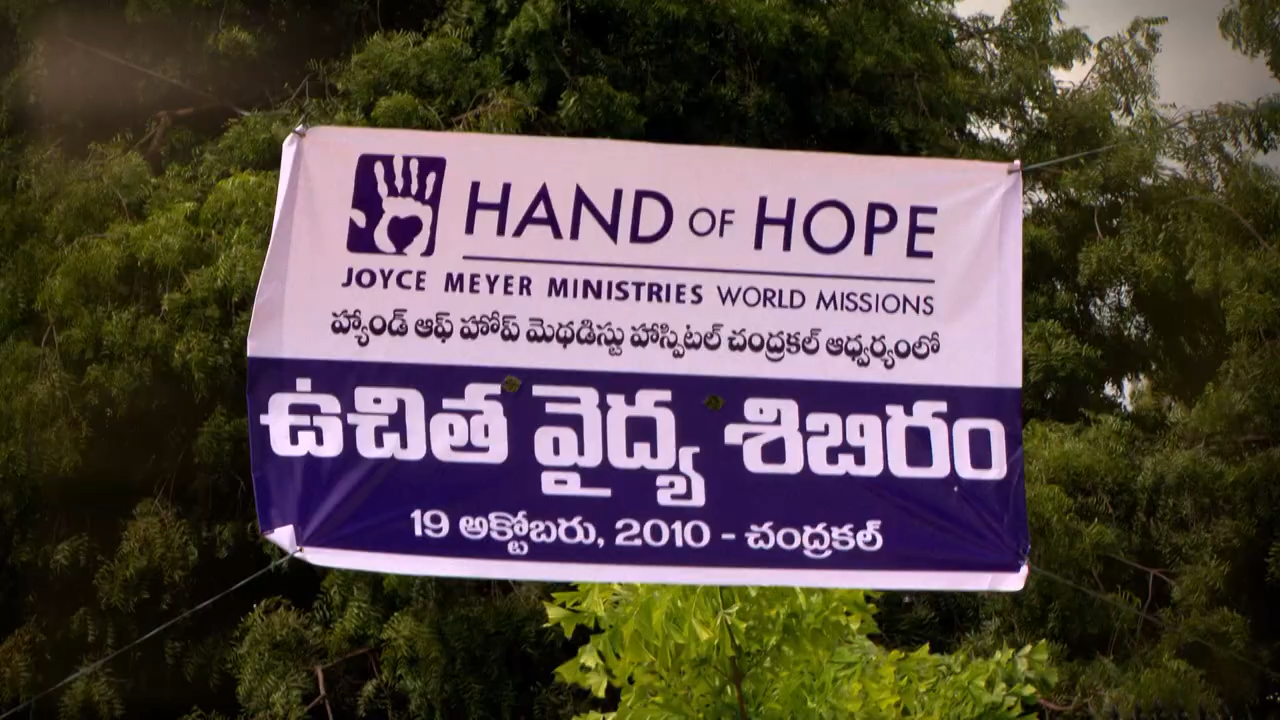 HAND OF HOPE
JOYCE MEYER MINISTRIES WORLD MISSIONS
హ్యాండ్ ఆఫ్ హోప్ మెథడిస్టు హాస్పిటల్ చంద్రకల్ ఆధ్వర్యంలో
ఉచిత వైద్య శిబిరం
19 అక్టోబరు, 2010 - చంద్రకల్